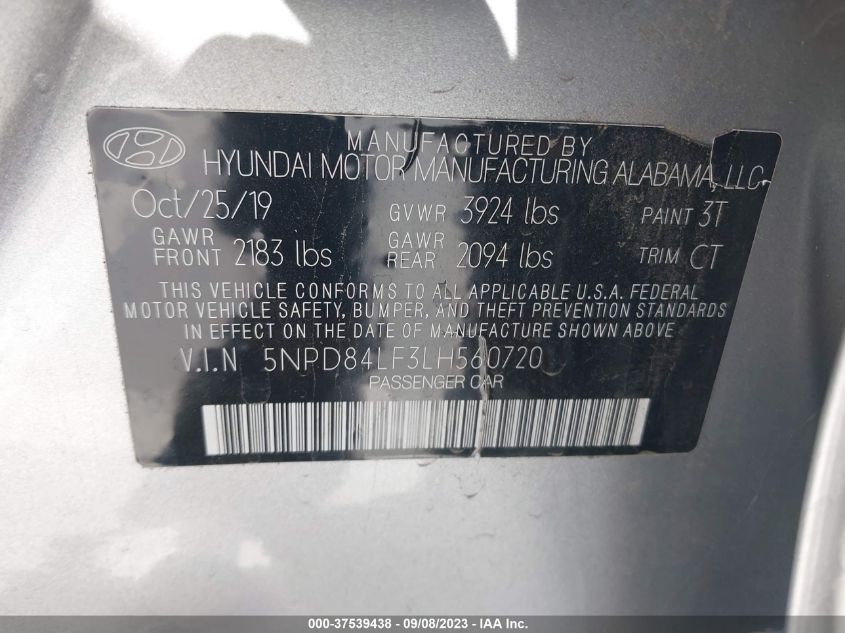 MANUFACTURED BY
HYUNDAI MOTOR MANUFACTURING ALABAMA, LLC
Oct/25/19 GVWR 3924 lbs PAINT 3T
GAWR FRONT 2183 lbs GAWR REAR 2094 lbs TRIM CT
THIS VEHICLE CONFORMS TO ALL APPLICABLE U.S.A. FEDERAL
MOTOR VEHICLE SAFETY, BUMPER, AND THEFT PREVENTION STANDARDS
IN EFFECT ON THE DATE OF MANUFACTURE SHOWN ABOVE
V.I.N 5NPD84LF3LH560720
PASSENGER CAR
000-37539438 - 09/08/2023 - © IAA Inc.